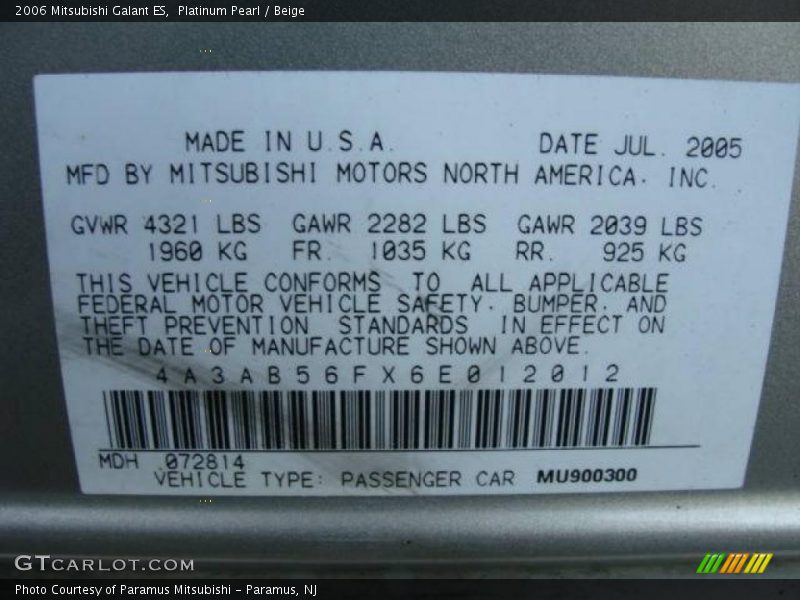 2006 Mitsubishi Galant ES, Platinum Pearl / Beige
MADE IN U.S.A. DATE JUL. 2005
MFD BY MITSUBISHI MOTORS NORTH AMERICA. INC.
GVWR 4321 LBS GAWR 2282 LBS GAWR 2039 LBS
1960 KG FR. 1035 KG RR. 925 KG
THIS VEHICLE CONFORMS TO ALL APPLICABLE
FEDERAL MOTOR VEHICLE SAFETY. BUMPER. AND
THEFT PREVENTION STANDARDS IN EFFECT ON
THE DATE OF MANUFACTURE SHOWN ABOVE.
4A3AB56FX6E012012
MDH 072814
VEHICLE TYPE: PASSENGER CAR MU900300
GTCARLOT.COM
Photo Courtesy of Paramus Mitsubishi - Paramus, NJ